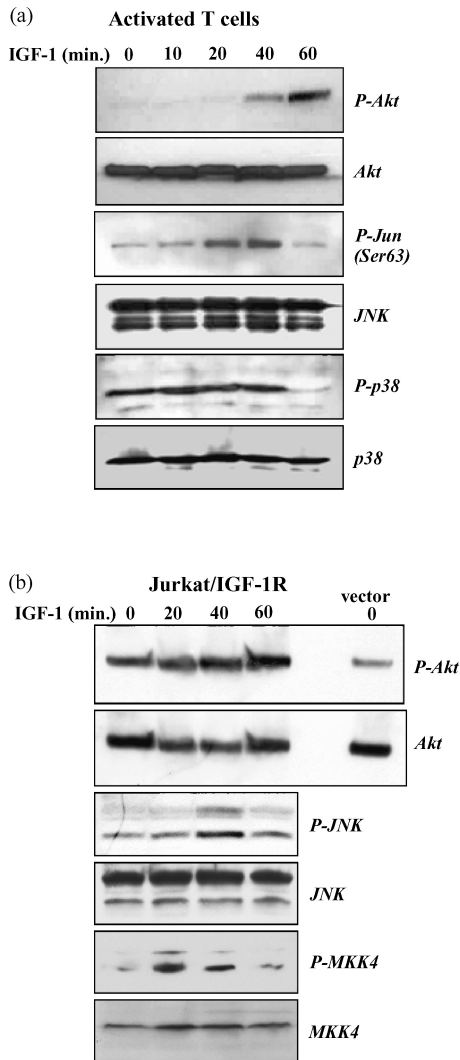 (a)
Activated T cells
IGF-1 (min.) 0 10 20 40 60
P-Akt
Akt
P-Jun
(Ser63)
JNK
P-p38
p38
(b)
Jurkat/IGF-1R
vector
IGF-1 (min.) 0 20 40 60 0
P-Akt
Akt
P-JNK
JNK
P-MKK4
MKK4